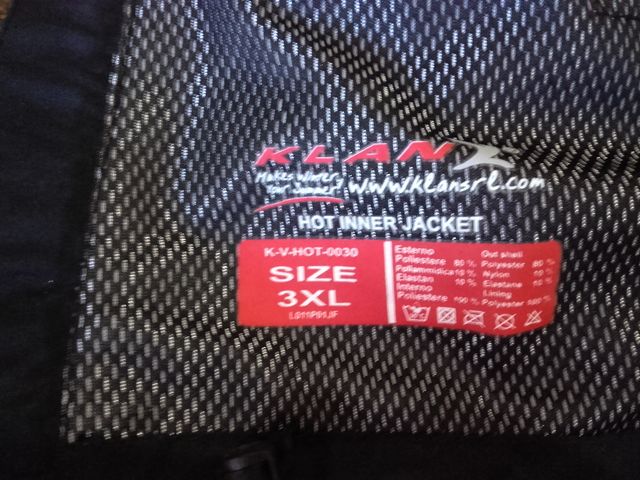 KLAN
Makes Winter,
Your Summer!
www.klansrl.com
HOT INNER JACKET
K-V-HOT-0030
SIZE
3XL
Esterno
Poliestere 80 %
Poliammidica 10 %
Elastan 10 %
Interno
Poliestere 100 %
Out shell
Polyester 80 %
Nylon 10 %
Elastane 10 %
Lining
Polyester 100 %